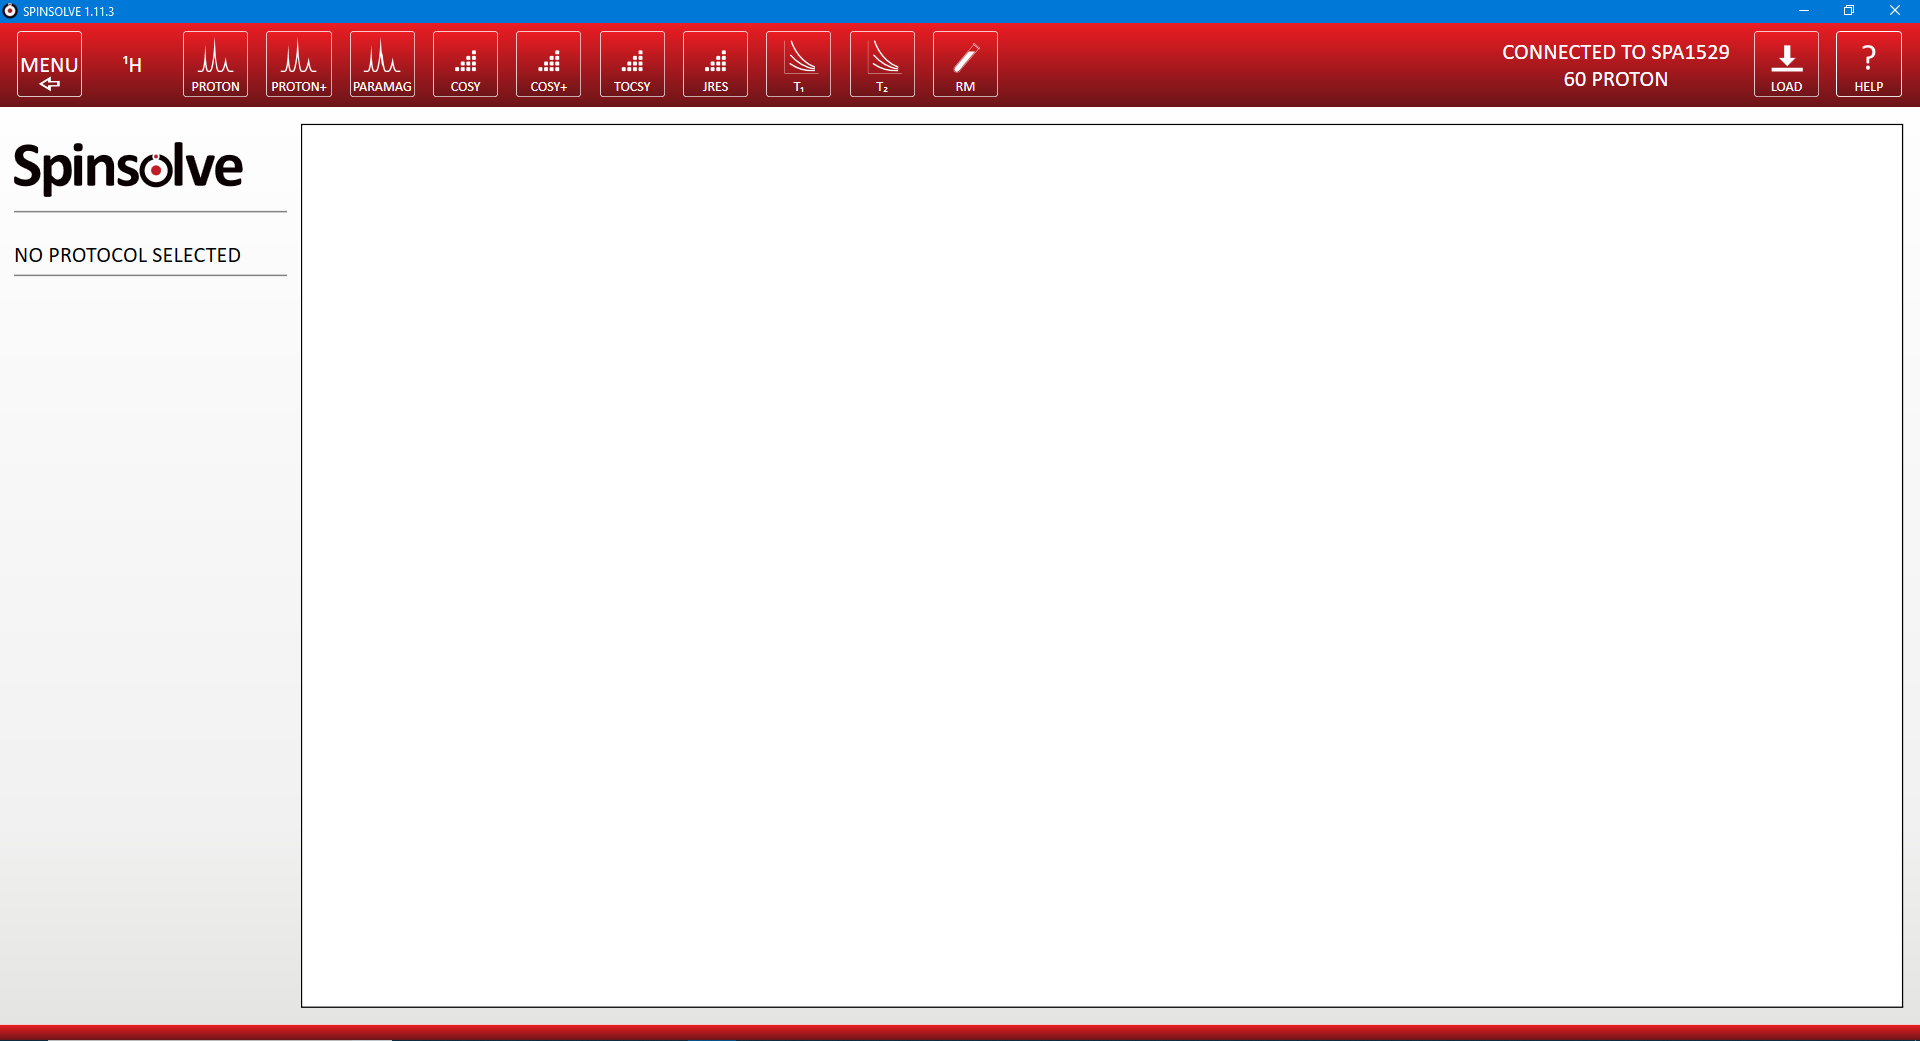 SPINSOLVE 1.11.3
MENU
¹H
PROTON
PROTON+
PARAMAG
COSY
COSY+
TOCSY
JRES
T₁
T₂
RM
CONNECTED TO SPA1529
60 PROTON
LOAD
?
HELP
Spinsolve
NO PROTOCOL SELECTED